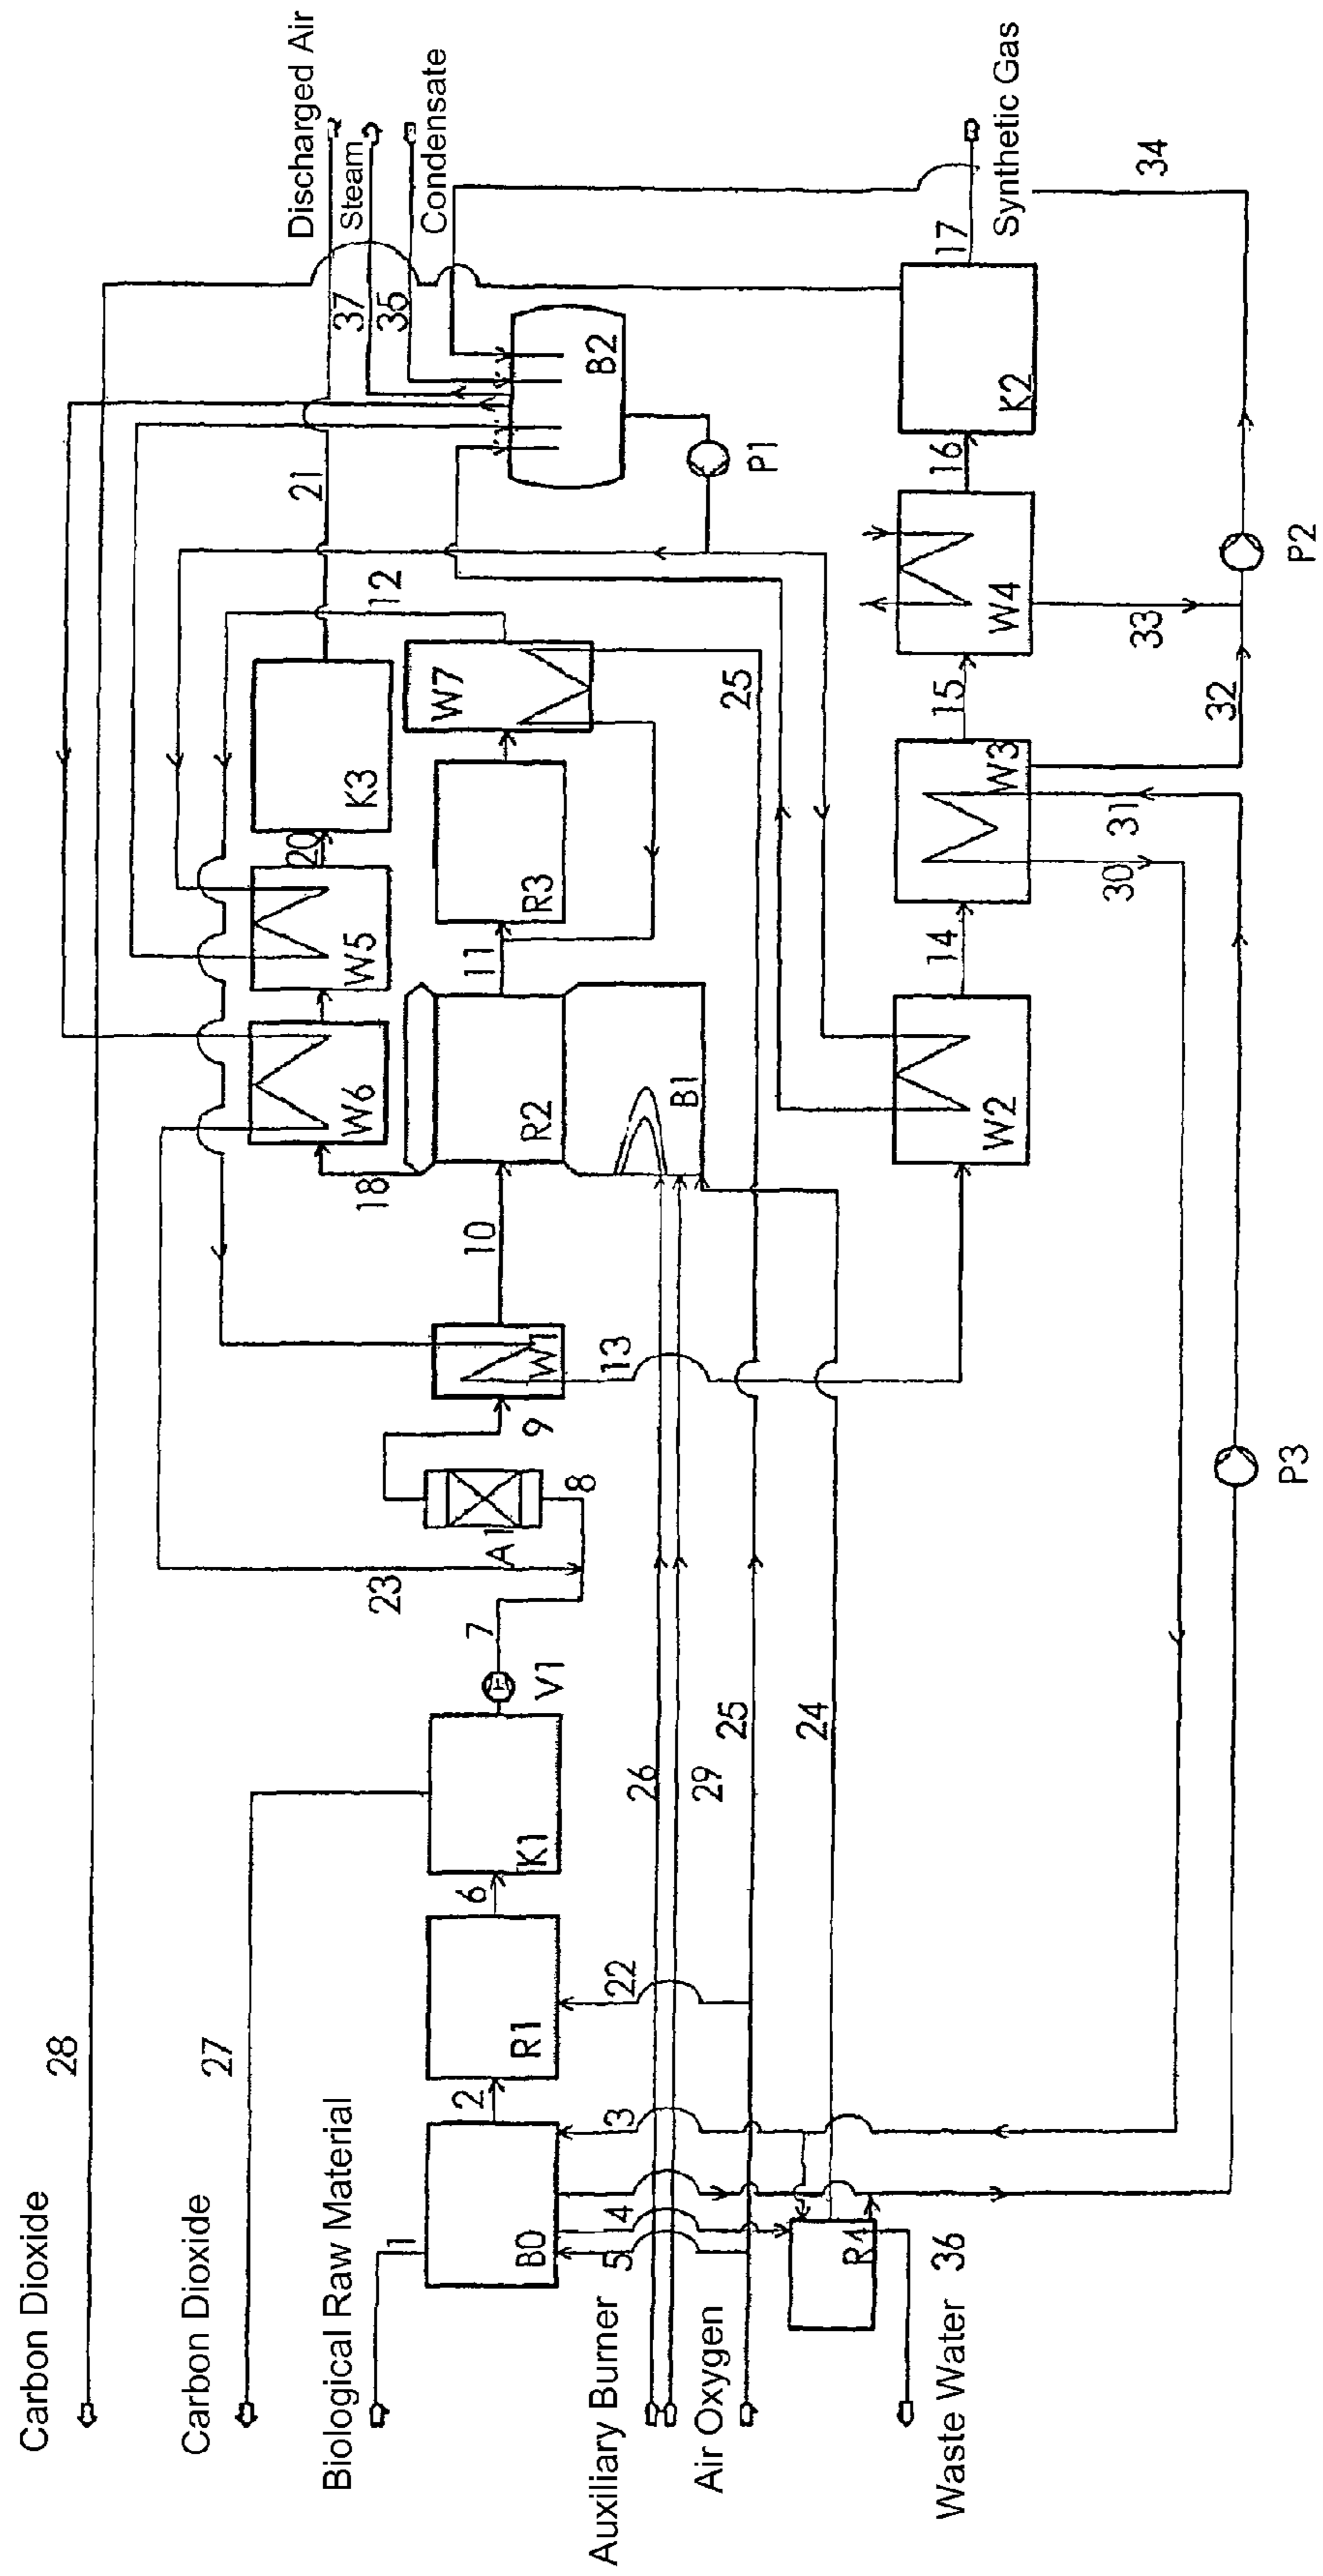 Carbon Dioxide
28
Carbon Dioxide
27
Biological Raw Material
1
Auxiliary Burner
26
29
Air Oxygen
25
Waste Water 36
24
B0
2
3
4
5
R4
R1
22
6
K1
V1
7
23
8
A1
9
W1
10
13
18
R2
B1
11
R3
W7
12
25
W6
W5
20
K3
21
Discharged Air
37
Steam
35
Condensate
B2
P1
W2
14
W3
30
31
15
32
W4
33
16
K2
17
Synthetic Gas
34
P2
P3